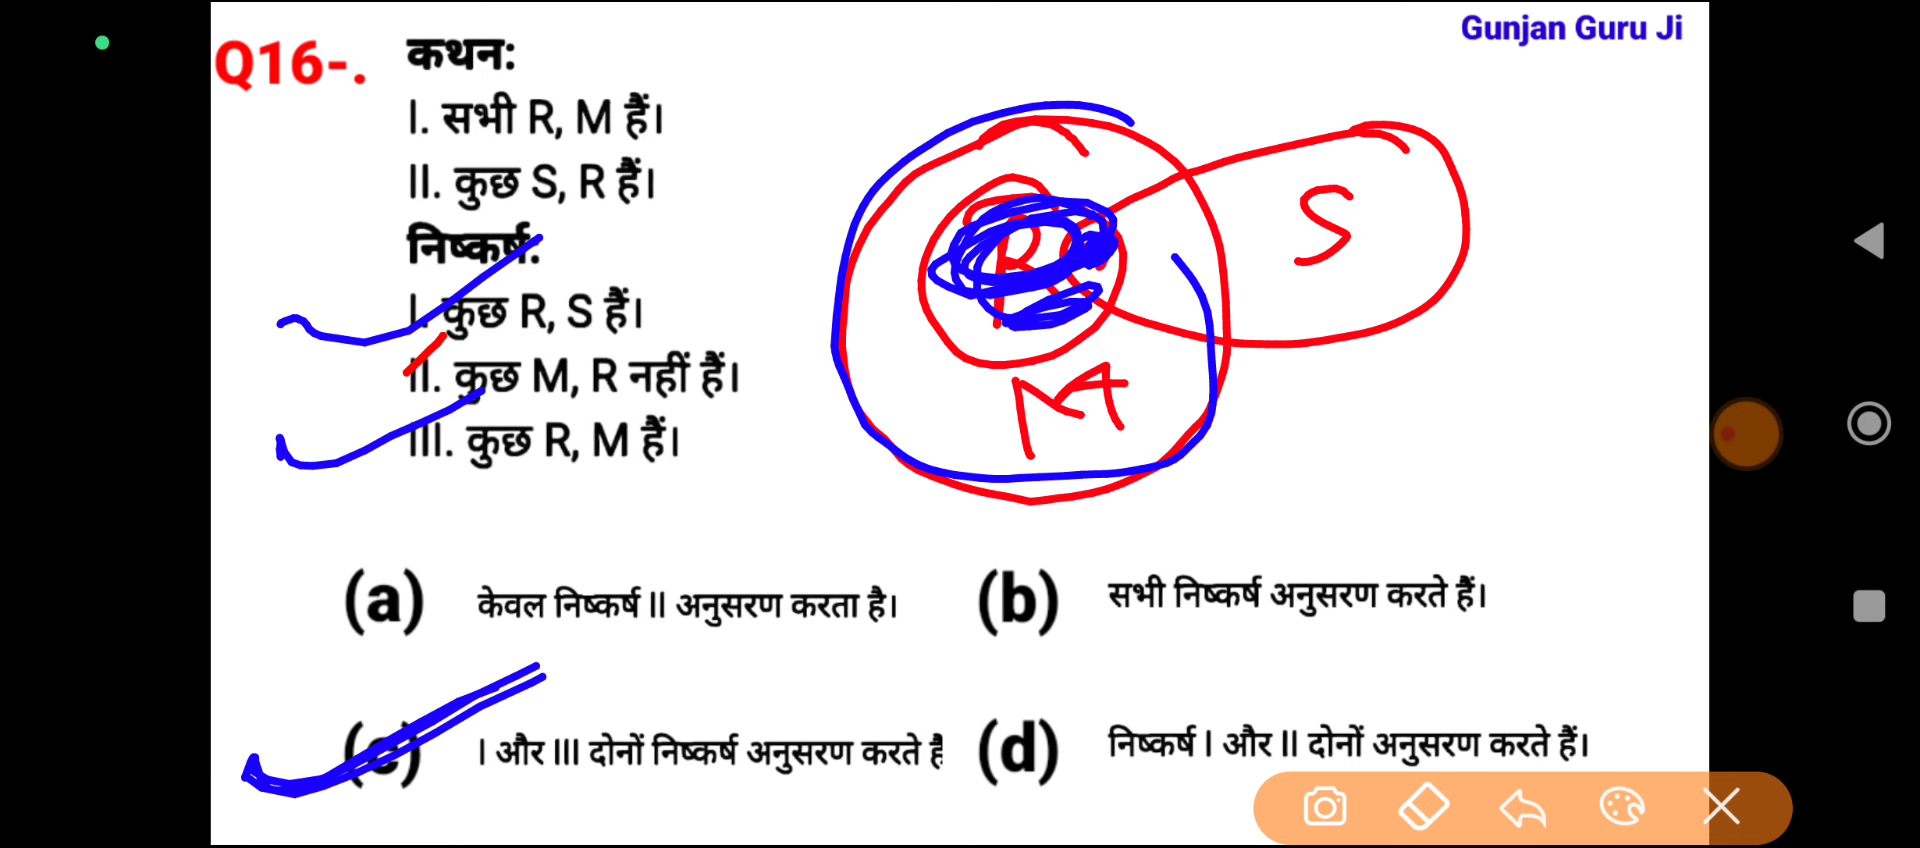 Gunjan Guru Ji
Q16-. कथन:
I. सभी R, M हैं।
II. कुछ S, R हैं।
निष्कर्ष:
I. कुछ R, S हैं।
II. कुछ M, R नहीं हैं।
III. कुछ R, M हैं।
R
S
M
(a) केवल निष्कर्ष II अनुसरण करता है।
(b) सभी निष्कर्ष अनुसरण करते हैं।
(c) I और III दोनों निष्कर्ष अनुसरण करते हैं
(d) निष्कर्ष I और II दोनों अनुसरण करते हैं।